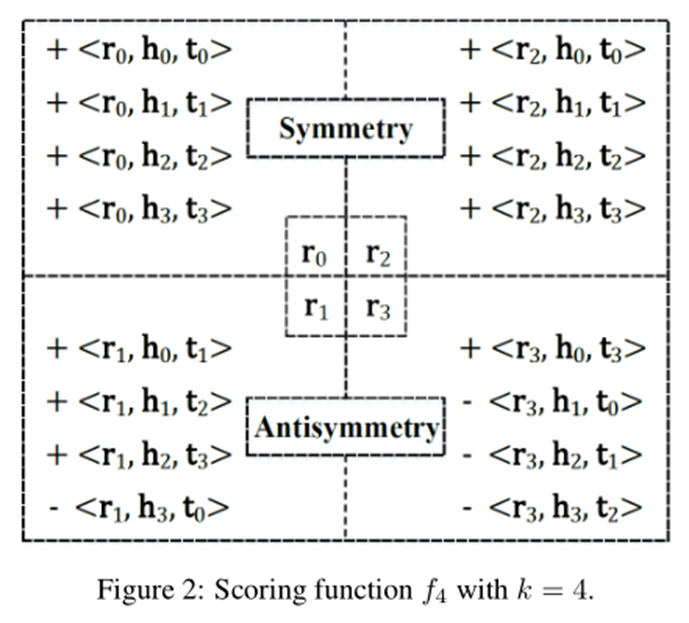 + <r₀, h₀, t₀>
+ <r₀, h₁, t₁>
+ <r₀, h₂, t₂>
+ <r₀, h₃, t₃>
+ <r₂, h₀, t₀>
+ <r₂, h₁, t₁>
+ <r₂, h₂, t₂>
+ <r₂, h₃, t₃>
Symmetry
r₀ r₂
r₁ r₃
+ <r₁, h₀, t₁>
+ <r₁, h₁, t₂>
+ <r₁, h₂, t₃>
- <r₁, h₃, t₀>
+ <r₃, h₀, t₃>
- <r₃, h₁, t₀>
- <r₃, h₂, t₁>
- <r₃, h₃, t₂>
Antisymmetry
Figure 2: Scoring function f₄ with k = 4.